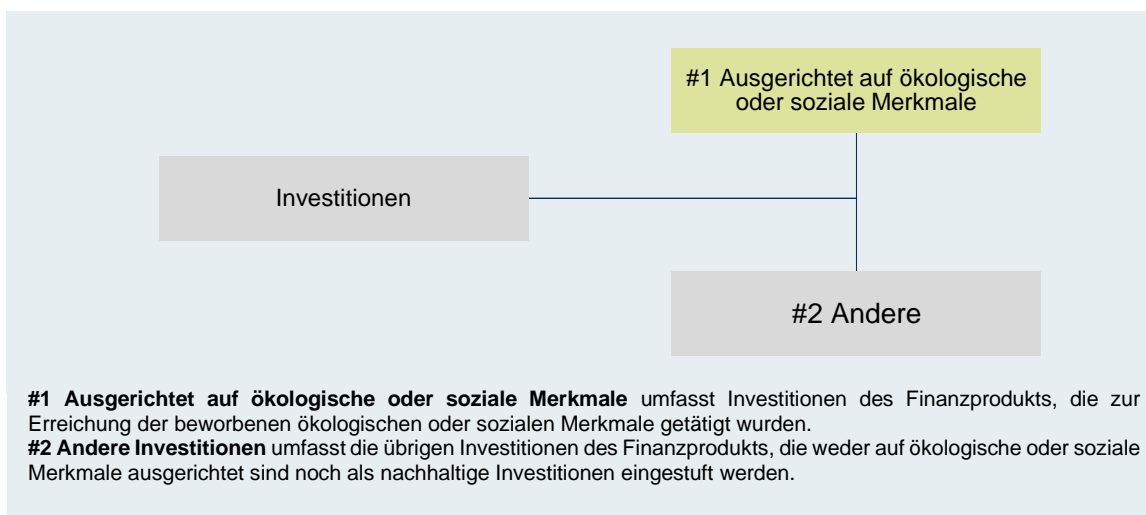 #1 Ausgerichtet auf ökologische
oder soziale Merkmale
Investitionen
#2 Andere
#1 Ausgerichtet auf ökologische oder soziale Merkmale umfasst Investitionen des Finanzprodukts, die zur
Erreichung der beworbenen ökologischen oder sozialen Merkmale getätigt wurden.
#2 Andere Investitionen umfasst die übrigen Investitionen des Finanzprodukts, die weder auf ökologische oder soziale
Merkmale ausgerichtet sind noch als nachhaltige Investitionen eingestuft werden.